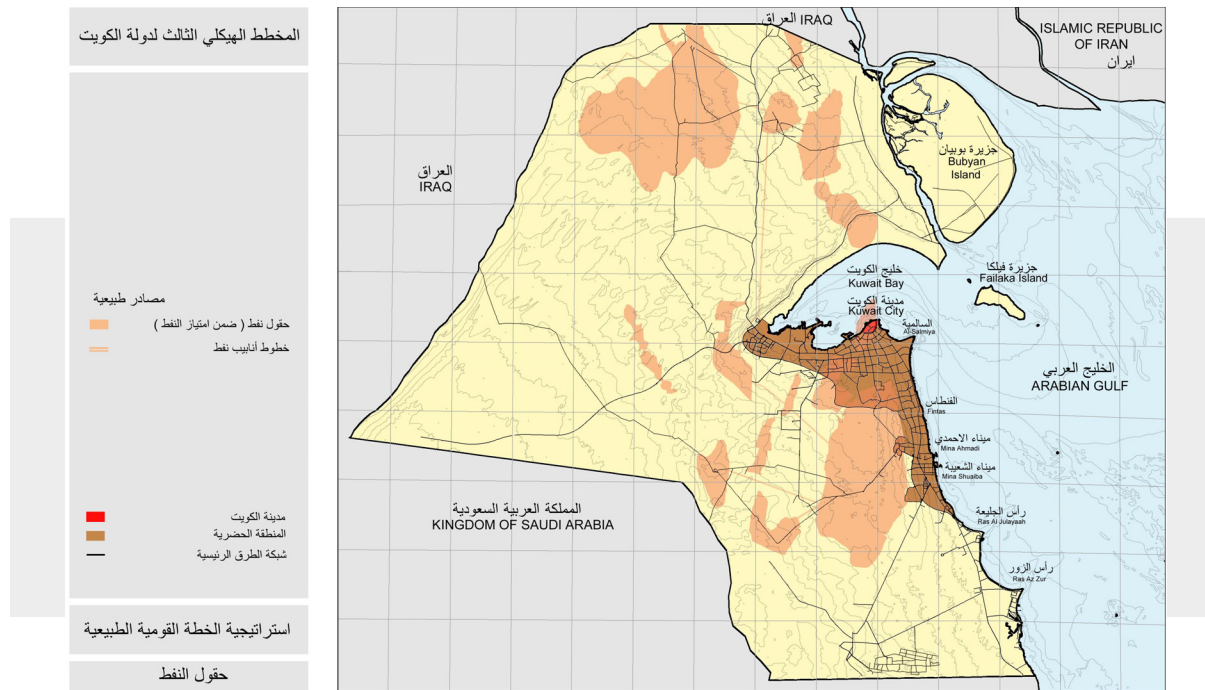 المخطط الهيكلي الثالث لدولة الكويت
مصادر طبيعية
حقول نفط ( ضمن امتياز النفط )
خطوط أنابيب نفط
مدينة الكويت
المنطقة الحضرية
شبكة الطرق الرئيسية
استراتيجية الخطة القومية الطبيعية
حقول النفط
العراق IRAQ
ISLAMIC REPUBLIC
OF IRAN
ايران
العراق
IRAQ
جزيرة بوبيان
Bubyan
Island
خليج الكويت
Kuwait Bay
جزيرة فيلكا
Failaka Island
مدينة الكويت
Kuwait City
السالمية
Al-Salmiya
الخليج العربي
ARABIAN GULF
الفنطاس
Fintas
ميناء الاحمدي
Mina Ahmadi
ميناء الشعيبة
Mina Shuaiba
المملكة العربية السعودية
KINGDOM OF SAUDI ARABIA
رأس الجليعة
Ras Al Julayaah
رأس الزور
Ras Az Zur